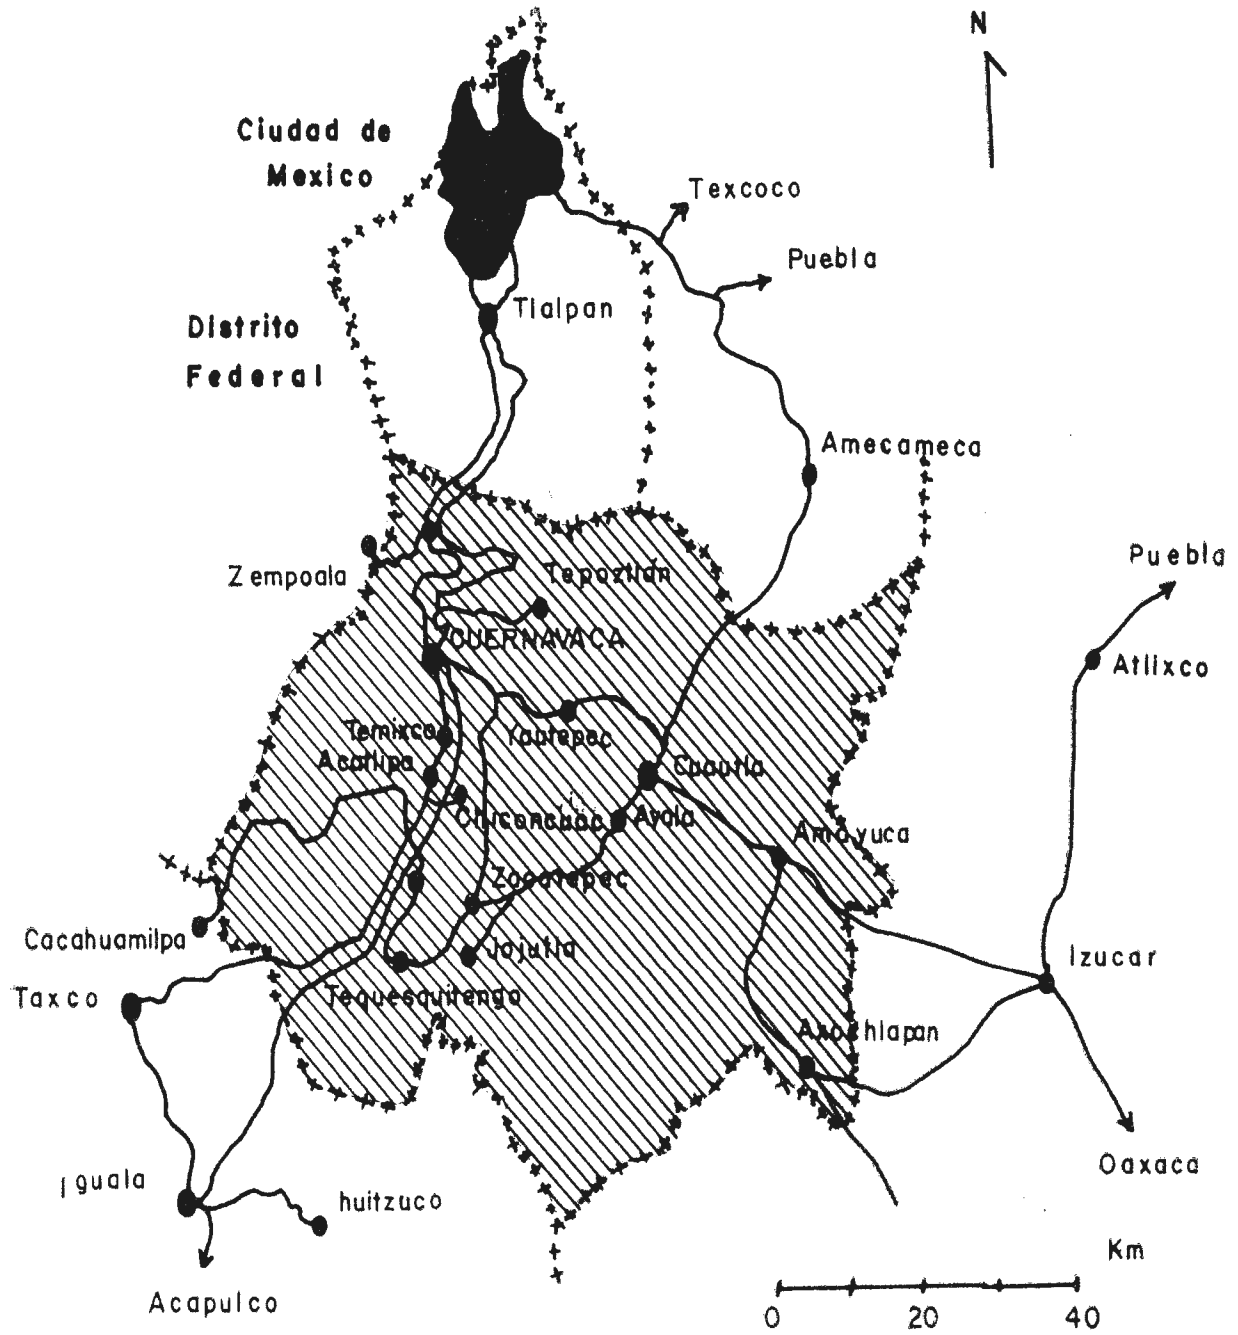 N
Ciudad de
Mexico
Texcoco
Puebla
Tlalpan
Distrito
Federal
Amecameca
Puebla
Zempoala
Tepoztlán
CUERNAVACA
Atlixco
Temixco
Yautepec
Acatlipa
Cuautla
Chiconcuac
Ayala
Amayuca
Zacatepec
Cacahuamilpa
Jojutla
Izucar
Taxco
Tequesquitengo
Axochiapan
Iguala
huitzuco
Oaxaca
Km
Acapulco
0 20 40